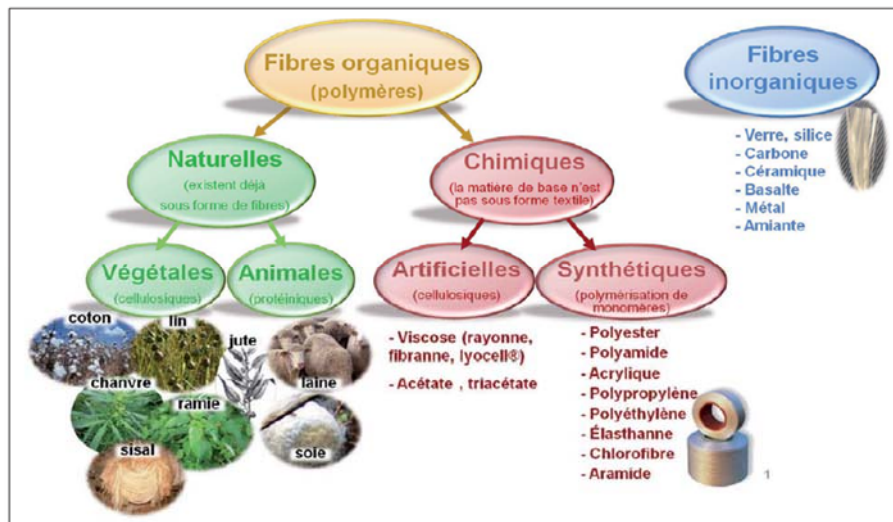 Fibres organiques
(polymères)
Fibres
inorganiques
- Verre, silice
- Carbone
- Céramique
- Basalte
- Métal
- Amiante
Naturelles
(existent déjà
sous forme de fibres)
Chimiques
(la matière de base n'est
pas sous forme textile)
Végétales
(cellulosiques)
Animales
(protéiniques)
Artificielles
(cellulosiques)
Synthétiques
(polymérisation de
monomères)
coton
lin
jute
laine
chanvre
ramie
soie
sisal
- Viscose (rayonne,
fibranne, lyocell®)
- Acétate , triacétate
- Polyester
- Polyamide
- Acrylique
- Polypropylène
- Polyéthylène
- Élasthanne
- Chlorofibre
- Aramide
1